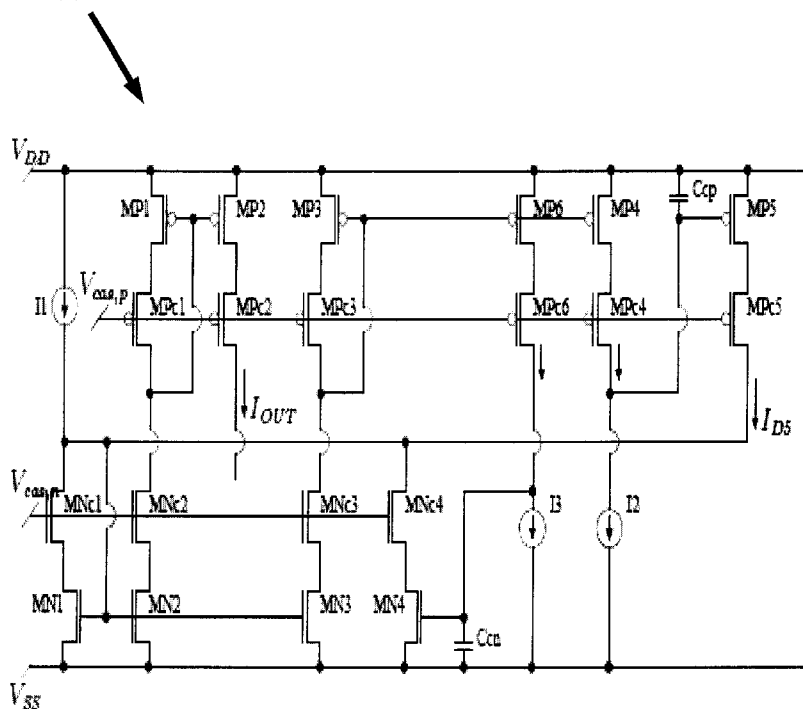 V_DD
MP1 MP2 MP3 MP6 MP4 Ccp MP5
I1 V_cas,p MPc1 MPc2 MPc3 MPc6 MPc4 MPc5
I_OUT I_D5
V_cas,n MNc1 MNc2 MNc3 MNc4 I3 I2
MN1 MN2 MN3 MN4 Ccn
V_SS